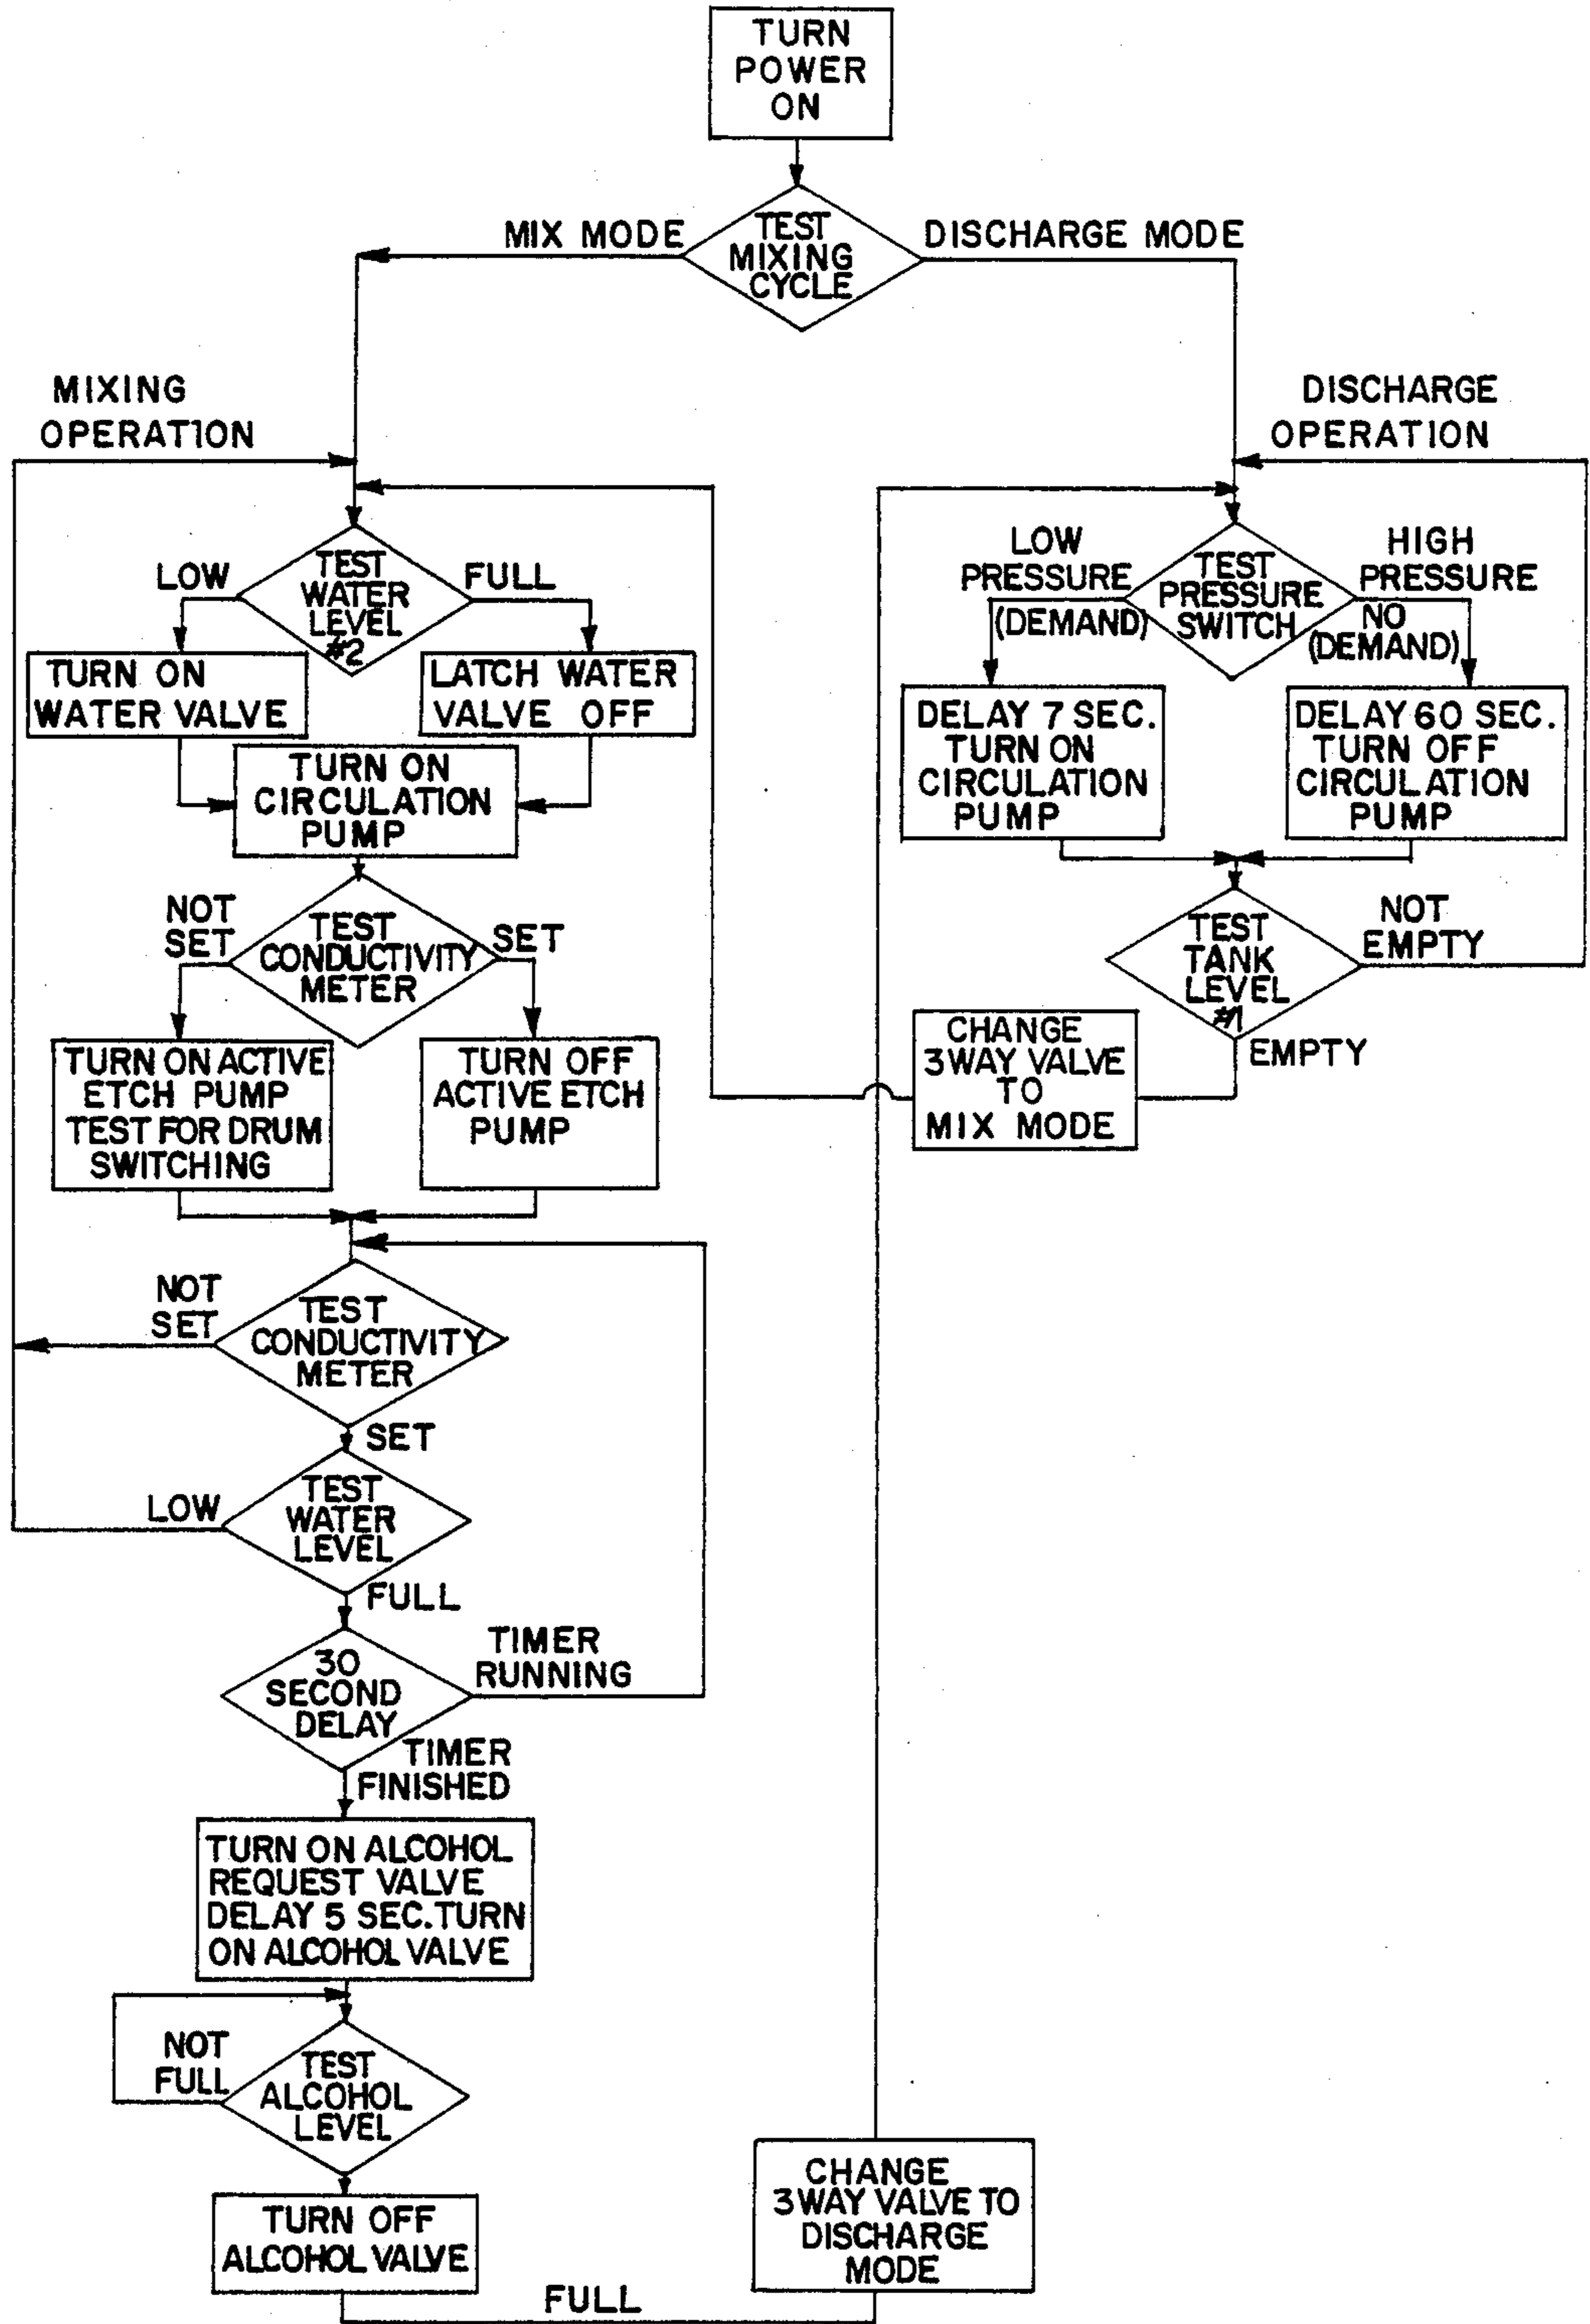 TURN
POWER
ON
TEST
MIXING
CYCLE
MIX MODE
DISCHARGE MODE
MIXING
OPERATION
DISCHARGE
OPERATION
TEST
WATER
LEVEL
#2
LOW
FULL
TURN ON
WATER VALVE
LATCH WATER
VALVE OFF
TURN ON
CIRCULATION
PUMP
TEST
CONDUCTIVITY
METER
NOT
SET
SET
TURN ON ACTIVE
ETCH PUMP
TEST FOR DRUM
SWITCHING
TURN OFF
ACTIVE ETCH
PUMP
TEST
CONDUCTIVITY
METER
NOT
SET
SET
TEST
WATER
LEVEL
LOW
FULL
30
SECOND
DELAY
TIMER
RUNNING
TIMER
FINISHED
TURN ON ALCOHOL
REQUEST VALVE
DELAY 5 SEC. TURN
ON ALCOHOL VALVE
NOT
FULL
TEST
ALCOHOL
LEVEL
TURN OFF
ALCOHOL VALVE
FULL
CHANGE
3 WAY VALVE TO
DISCHARGE
MODE
TEST
PRESSURE
SWITCH
LOW
PRESSURE
(DEMAND)
HIGH
PRESSURE
NO
(DEMAND)
DELAY 7 SEC.
TURN ON
CIRCULATION
PUMP
DELAY 60 SEC.
TURN OFF
CIRCULATION
PUMP
TEST
TANK
LEVEL
#1
NOT
EMPTY
EMPTY
CHANGE
3 WAY VALVE
TO
MIX MODE